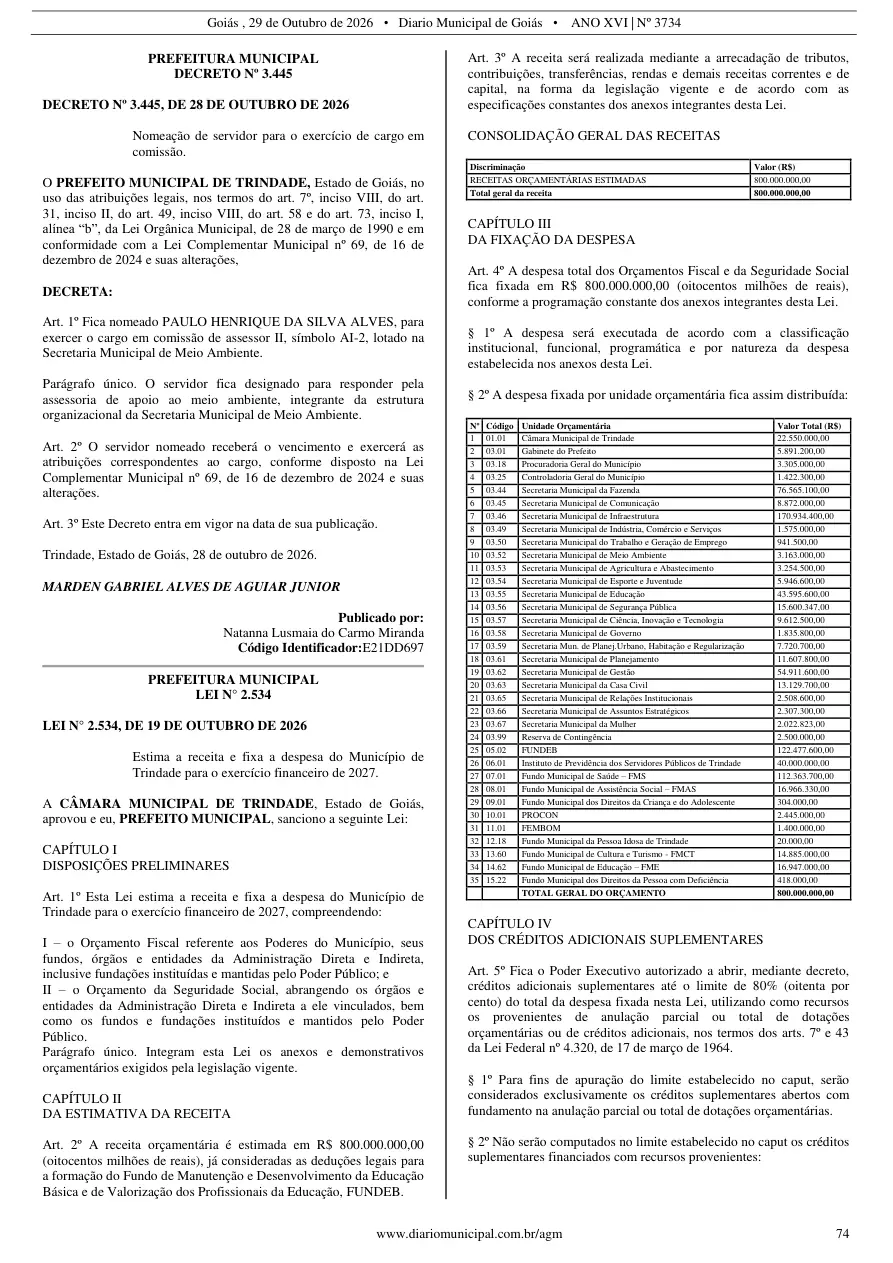 Goiás , 29 de Outubro de 2026 • Diario Municipal de Goiás • ANO XVI | Nº 3734
PREFEITURA MUNICIPAL
DECRETO Nº 3.445
DECRETO Nº 3.445, DE 28 DE OUTUBRO DE 2026
Nomeação de servidor para o exercício de cargo em
comissão.
O PREFEITO MUNICIPAL DE TRINDADE, Estado de Goiás, no
uso das atribuições legais, nos termos do art. 7º, inciso VIII, do art.
31, inciso II, do art. 49, inciso VIII, do art. 58 e do art. 73, inciso I,
alínea “b”, da Lei Orgânica Municipal, de 28 de março de 1990 e em
conformidade com a Lei Complementar Municipal nº 69, de 16 de
dezembro de 2024 e suas alterações,
DECRETA:
Art. 1º Fica nomeado PAULO HENRIQUE DA SILVA ALVES, para
exercer o cargo em comissão de assessor II, símbolo AI-2, lotado na
Secretaria Municipal de Meio Ambiente.
Parágrafo único. O servidor fica designado para responder pela
assessoria de apoio ao meio ambiente, integrante da estrutura
organizacional da Secretaria Municipal de Meio Ambiente.
Art. 2º O servidor nomeado receberá o vencimento e exercerá as
atribuições correspondentes ao cargo, conforme disposto na Lei
Complementar Municipal nº 69, de 16 de dezembro de 2024 e suas
alterações.
Art. 3º Este Decreto entra em vigor na data de sua publicação.
Trindade, Estado de Goiás, 28 de outubro de 2026.
MARDEN GABRIEL ALVES DE AGUIAR JUNIOR
Publicado por:
Natanna Lusmaia do Carmo Miranda
Código Identificador:E21DD697
PREFEITURA MUNICIPAL
LEI N° 2.534
LEI N° 2.534, DE 19 DE OUTUBRO DE 2026
Estima a receita e fixa a despesa do Município de
Trindade para o exercício financeiro de 2027.
A CÂMARA MUNICIPAL DE TRINDADE, Estado de Goiás,
aprovou e eu, PREFEITO MUNICIPAL, sanciono a seguinte Lei:
CAPÍTULO I
DISPOSIÇÕES PRELIMINARES
Art. 1º Esta Lei estima a receita e fixa a despesa do Município de
Trindade para o exercício financeiro de 2027, compreendendo:
I – o Orçamento Fiscal referente aos Poderes do Município, seus
fundos, órgãos e entidades da Administração Direta e Indireta,
inclusive fundações instituídas e mantidas pelo Poder Público; e
II – o Orçamento da Seguridade Social, abrangendo os órgãos e
entidades da Administração Direta e Indireta a ele vinculados, bem
como os fundos e fundações instituídos e mantidos pelo Poder
Público.
Parágrafo único. Integram esta Lei os anexos e demonstrativos
orçamentários exigidos pela legislação vigente.
CAPÍTULO II
DA ESTIMATIVA DA RECEITA
Art. 2º A receita orçamentária é estimada em R$ 800.000.000,00
(oitocentos milhões de reais), já consideradas as deduções legais para
a formação do Fundo de Manutenção e Desenvolvimento da Educação
Básica e de Valorização dos Profissionais da Educação, FUNDEB.
Art. 3º A receita será realizada mediante a arrecadação de tributos,
contribuições, transferências, rendas e demais receitas correntes e de
capital, na forma da legislação vigente e de acordo com as
especificações constantes dos anexos integrantes desta Lei.
CONSOLIDAÇÃO GERAL DAS RECEITAS
Discriminação Valor (R$)
RECEITAS ORÇAMENTÁRIAS ESTIMADAS 800.000.000,00
Total geral da receita 800.000.000,00
CAPÍTULO III
DA FIXAÇÃO DA DESPESA
Art. 4º A despesa total dos Orçamentos Fiscal e da Seguridade Social
fica fixada em R$ 800.000.000,00 (oitocentos milhões de reais),
conforme a programação constante dos anexos integrantes desta Lei.
§ 1º A despesa será executada de acordo com a classificação
institucional, funcional, programática e por natureza da despesa
estabelecida nos anexos desta Lei.
§ 2º A despesa fixada por unidade orçamentária fica assim distribuída:
Nº Código Unidade Orçamentária Valor Total (R$)
1 01.01 Câmara Municipal de Trindade 22.550.000,00
2 03.01 Gabinete do Prefeito 5.891.200,00
3 03.18 Procuradoria Geral do Município 3.305.000,00
4 03.25 Controladoria Geral do Município 1.422.300,00
5 03.44 Secretaria Municipal da Fazenda 76.565.100,00
6 03.45 Secretaria Municipal de Comunicação 8.872.000,00
7 03.46 Secretaria Municipal de Infraestrutura 170.934.400,00
8 03.49 Secretaria Municipal de Indústria, Comércio e Serviços 1.575.000,00
9 03.50 Secretaria Municipal do Trabalho e Geração de Emprego 941.500,00
10 03.52 Secretaria Municipal de Meio Ambiente 3.163.000,00
11 03.53 Secretaria Municipal de Agricultura e Abastecimento 3.254.500,00
12 03.54 Secretaria Municipal de Esporte e Juventude 5.946.600,00
13 03.55 Secretaria Municipal de Educação 43.595.600,00
14 03.56 Secretaria Municipal de Segurança Pública 15.600.347,00
15 03.57 Secretaria Municipal de Ciência, Inovação e Tecnologia 9.612.500,00
16 03.58 Secretaria Municipal de Governo 1.835.800,00
17 03.59 Secretaria Mun. de Planej.Urbano, Habitação e Regularização 7.720.700,00
18 03.61 Secretaria Municipal de Planejamento 11.607.800,00
19 03.62 Secretaria Municipal de Gestão 54.911.600,00
20 03.63 Secretaria Municipal da Casa Civil 13.129.700,00
21 03.65 Secretaria Municipal de Relações Institucionais 2.508.600,00
22 03.66 Secretaria Municipal de Assuntos Estratégicos 2.307.300,00
23 03.67 Secretaria Municipal da Mulher 2.022.823,00
24 03.99 Reserva de Contingência 2.500.000,00
25 05.02 FUNDEB 122.477.600,00
26 06.01 Instituto de Previdência dos Servidores Públicos de Trindade 40.000.000,00
27 07.01 Fundo Municipal de Saúde – FMS 112.363.700,00
28 08.01 Fundo Municipal de Assistência Social – FMAS 16.966.330,00
29 09.01 Fundo Municipal dos Direitos da Criança e do Adolescente 304.000,00
30 10.01 PROCON 2.445.000,00
31 11.01 FEMBOM 1.400.000,00
32 12.18 Fundo Municipal da Pessoa Idosa de Trindade 20.000,00
33 13.60 Fundo Municipal de Cultura e Turismo - FMCT 14.885.000,00
34 14.62 Fundo Municipal de Educação – FME 16.947.000,00
35 15.22 Fundo Municipal dos Direitos da Pessoa com Deficiência 418.000,00
TOTAL GERAL DO ORÇAMENTO 800.000.000,00
CAPÍTULO IV
DOS CRÉDITOS ADICIONAIS SUPLEMENTARES
Art. 5º Fica o Poder Executivo autorizado a abrir, mediante decreto,
créditos adicionais suplementares até o limite de 80% (oitenta por
cento) do total da despesa fixada nesta Lei, utilizando como recursos
os provenientes de anulação parcial ou total de dotações
orçamentárias ou de créditos adicionais, nos termos dos arts. 7º e 43
da Lei Federal nº 4.320, de 17 de março de 1964.
§ 1º Para fins de apuração do limite estabelecido no caput, serão
considerados exclusivamente os créditos suplementares abertos com
fundamento na anulação parcial ou total de dotações orçamentárias.
§ 2º Não serão computados no limite estabelecido no caput os créditos
suplementares financiados com recursos provenientes:
www.diariomunicipal.com.br/agm 74